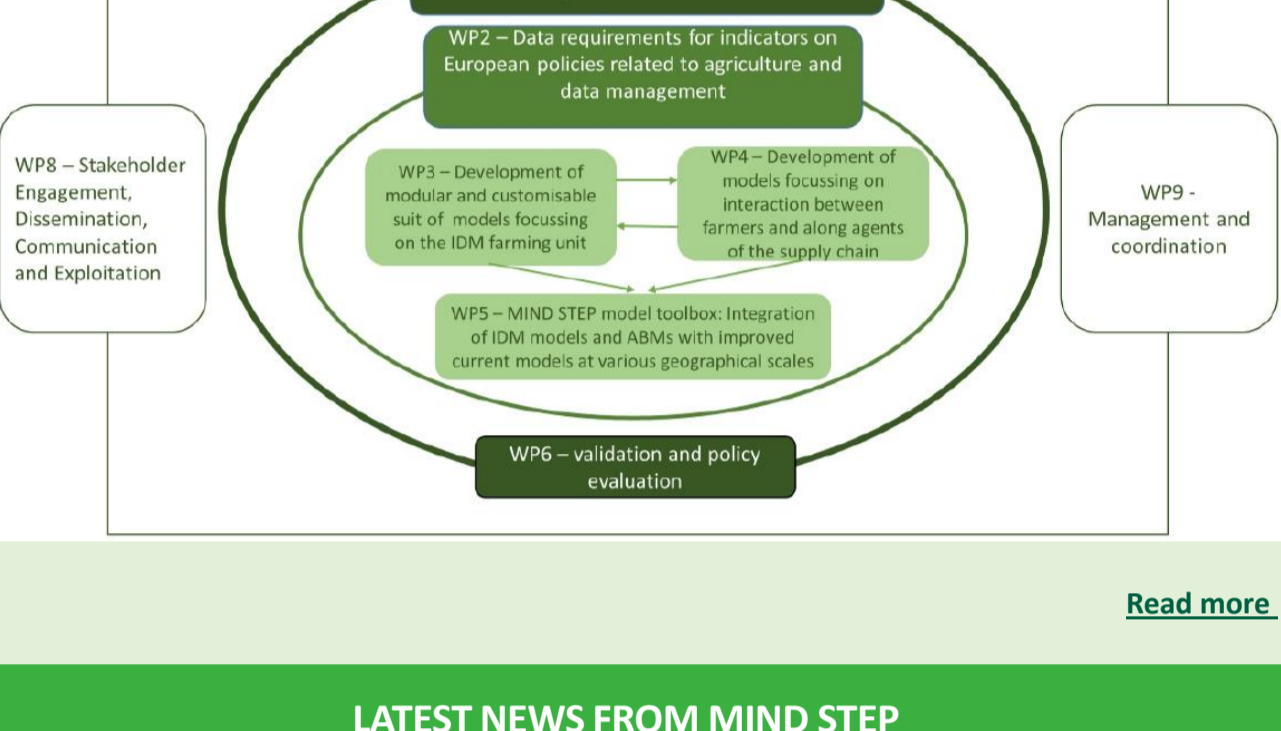 WP2 – Data requirements for indicators on
European policies related to agriculture and
data management
WP8 – Stakeholder
Engagement,
Dissemination,
Communication
and Exploitation
WP3 – Development of
modular and customisable
suit of models focussing
on the IDM farming unit
WP4 – Development of
models focussing on
interaction between
farmers and along agents
of the supply chain
WP9 -
Management and
coordination
WP5 – MIND STEP model toolbox: Integration
of IDM models and ABMs with improved
current models at various geographical scales
WP6 – validation and policy
evaluation
Read more
LATEST NEWS FROM MIND STEP